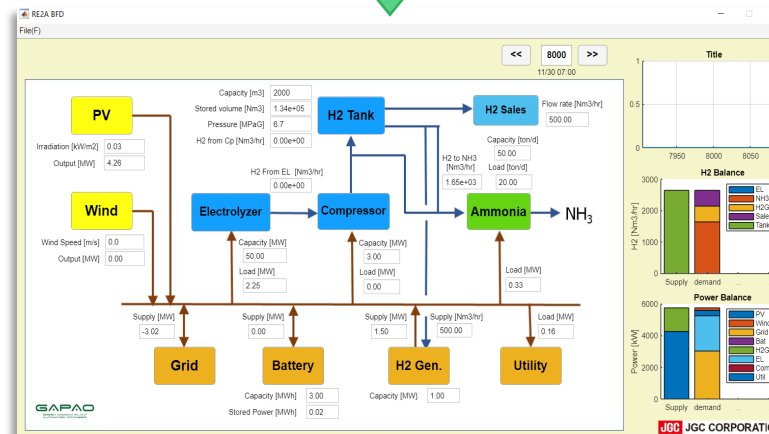 RE2A BFD
File(F)
<< 8000 >>
11/30 07:00
PV
Irradiation [kW/m2] 0.03
Output [MW] 4.26
Wind
Wind Speed [m/s] 0.0
Output [MW] 0.00
Capacity [m3] 2000
Stored volume [Nm3] 1.34e+05
Pressure [MPaG] 6.7
H2 from Cp [Nm3/hr] 0.00e+00
H2 Tank
H2 Sales
Flow rate [Nm3/hr]
500.00
H2 From EL [Nm3/hr]
0.00e+00
Electrolyzer
Capacity [MW]
50.00
Load [MW]
2.25
Compressor
Capacity [MW]
3.00
Load [MW]
0.00
H2 to NH3
[Nm3/hr]
1.65e+03
Capacity [ton/d]
50.00
Load [ton/d]
20.00
Ammonia
NH3
Load [MW]
0.33
Supply [MW]
-3.02
Grid
Supply [MW]
0.00
Battery
Capacity [MWh] 3.00
Stored Power [MWh] 0.02
Supply [MW]
1.50
Supply [Nm3/hr]
500.00
H2 Gen.
Capacity [MW] 1.00
Load [MW]
0.16
Utility
GAPAO
Title
1
0.5
0
7950 8000 8050
H2 Balance
H2 [Nm3/hr]
3000
2000
1000
0
Supply demand ..
EL
NH3
H2G
Sale
Tank
Power Balance
Power [kW]
6000
4000
2000
0
Supply demand ..
PV
Wind
Grid
Bat
H2G
EL
Com
Util
JGC JGC CORPORATI